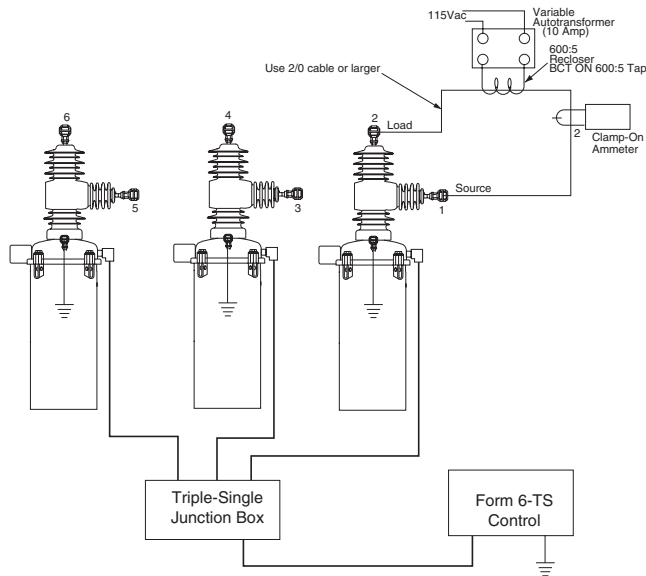 115Vac
Variable
Autotransformer
(10 Amp)
600:5
Recloser
BCT ON 600:5 Tap
Use 2/0 cable or larger
6
4
2
Load
2
Clamp-On
Ammeter
5
3
1
Source
Triple-Single
Junction Box
Form 6-TS
Control